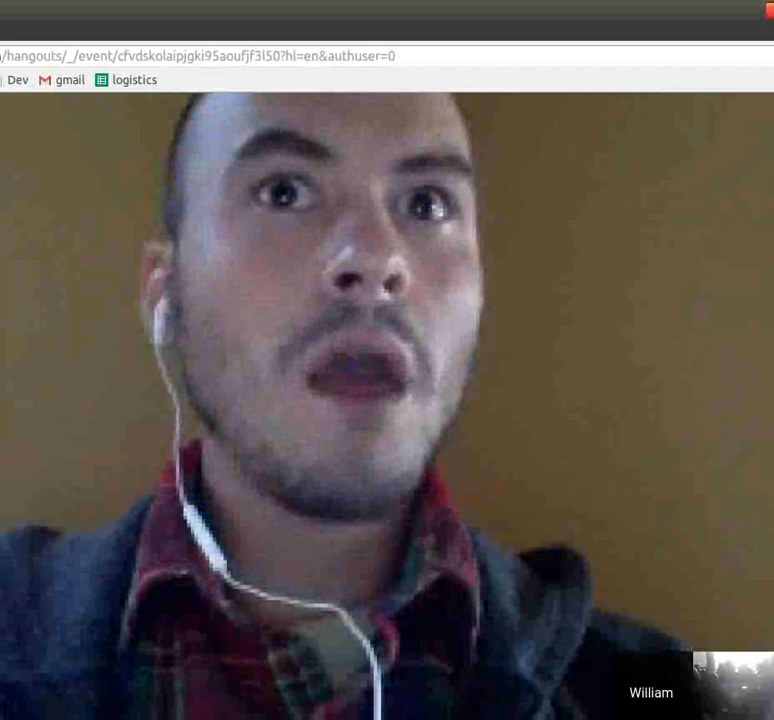 /hangouts/_/event/cfvdskolaipjgki95aoufjf3l50?hl=en&authuser=0
Dev gmail logistics
William